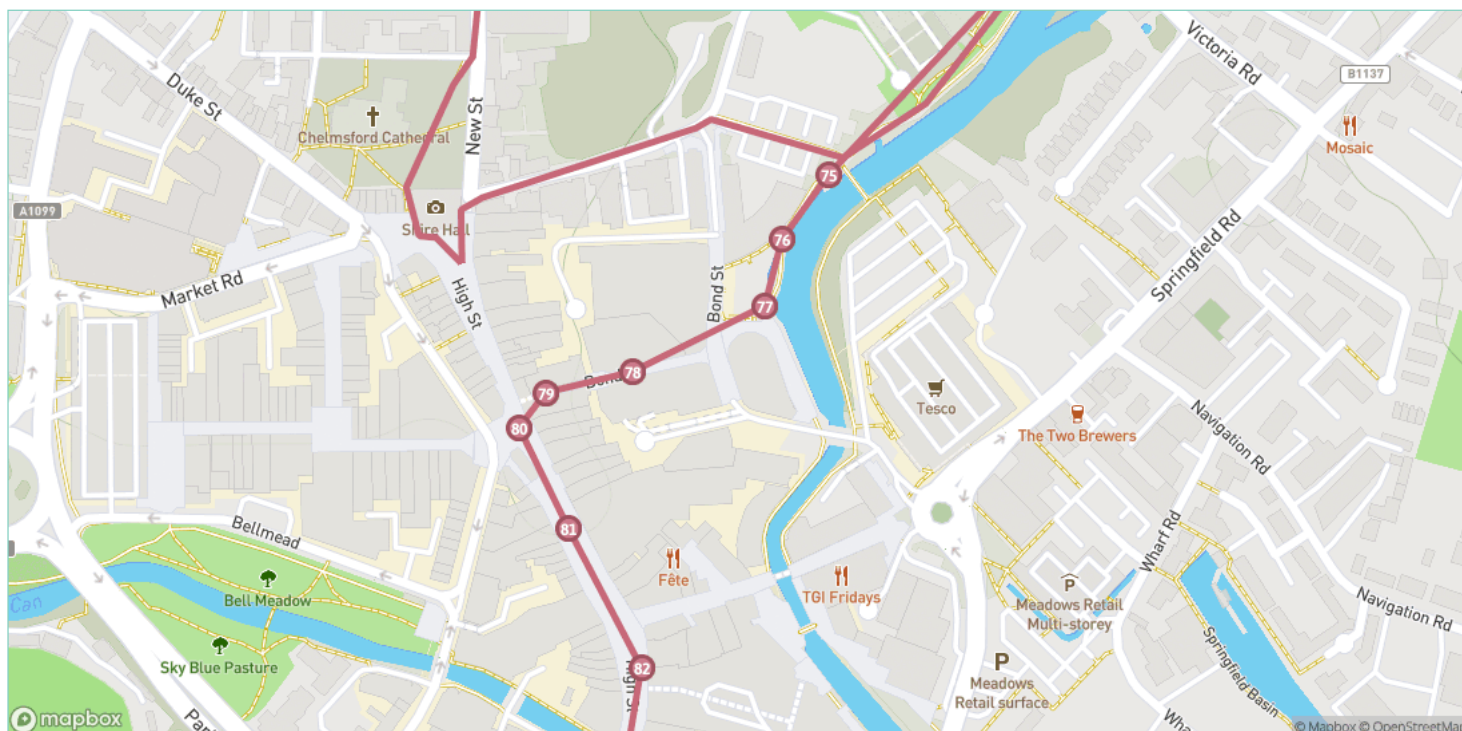 Victoria Rd
B1137
Duke St
Chelmsford Cathedral
New St
Mosaic
75
A1099
Shire Hall
76
Springfield Rd
Market Rd
High St
Bond St
77
78
79
Tesco
80
The Two Brewers
Navigation Rd
Bellmead
81
Wharf Rd
Fête
TGI Fridays
P
Meadows Retail
Multi-storey
Can
Bell Meadow
Navigation Rd
Sky Blue Pasture
82
High St
P
Meadows
Retail surface
Springfield Basin
mapbox
© Mapbox © OpenStreetMap